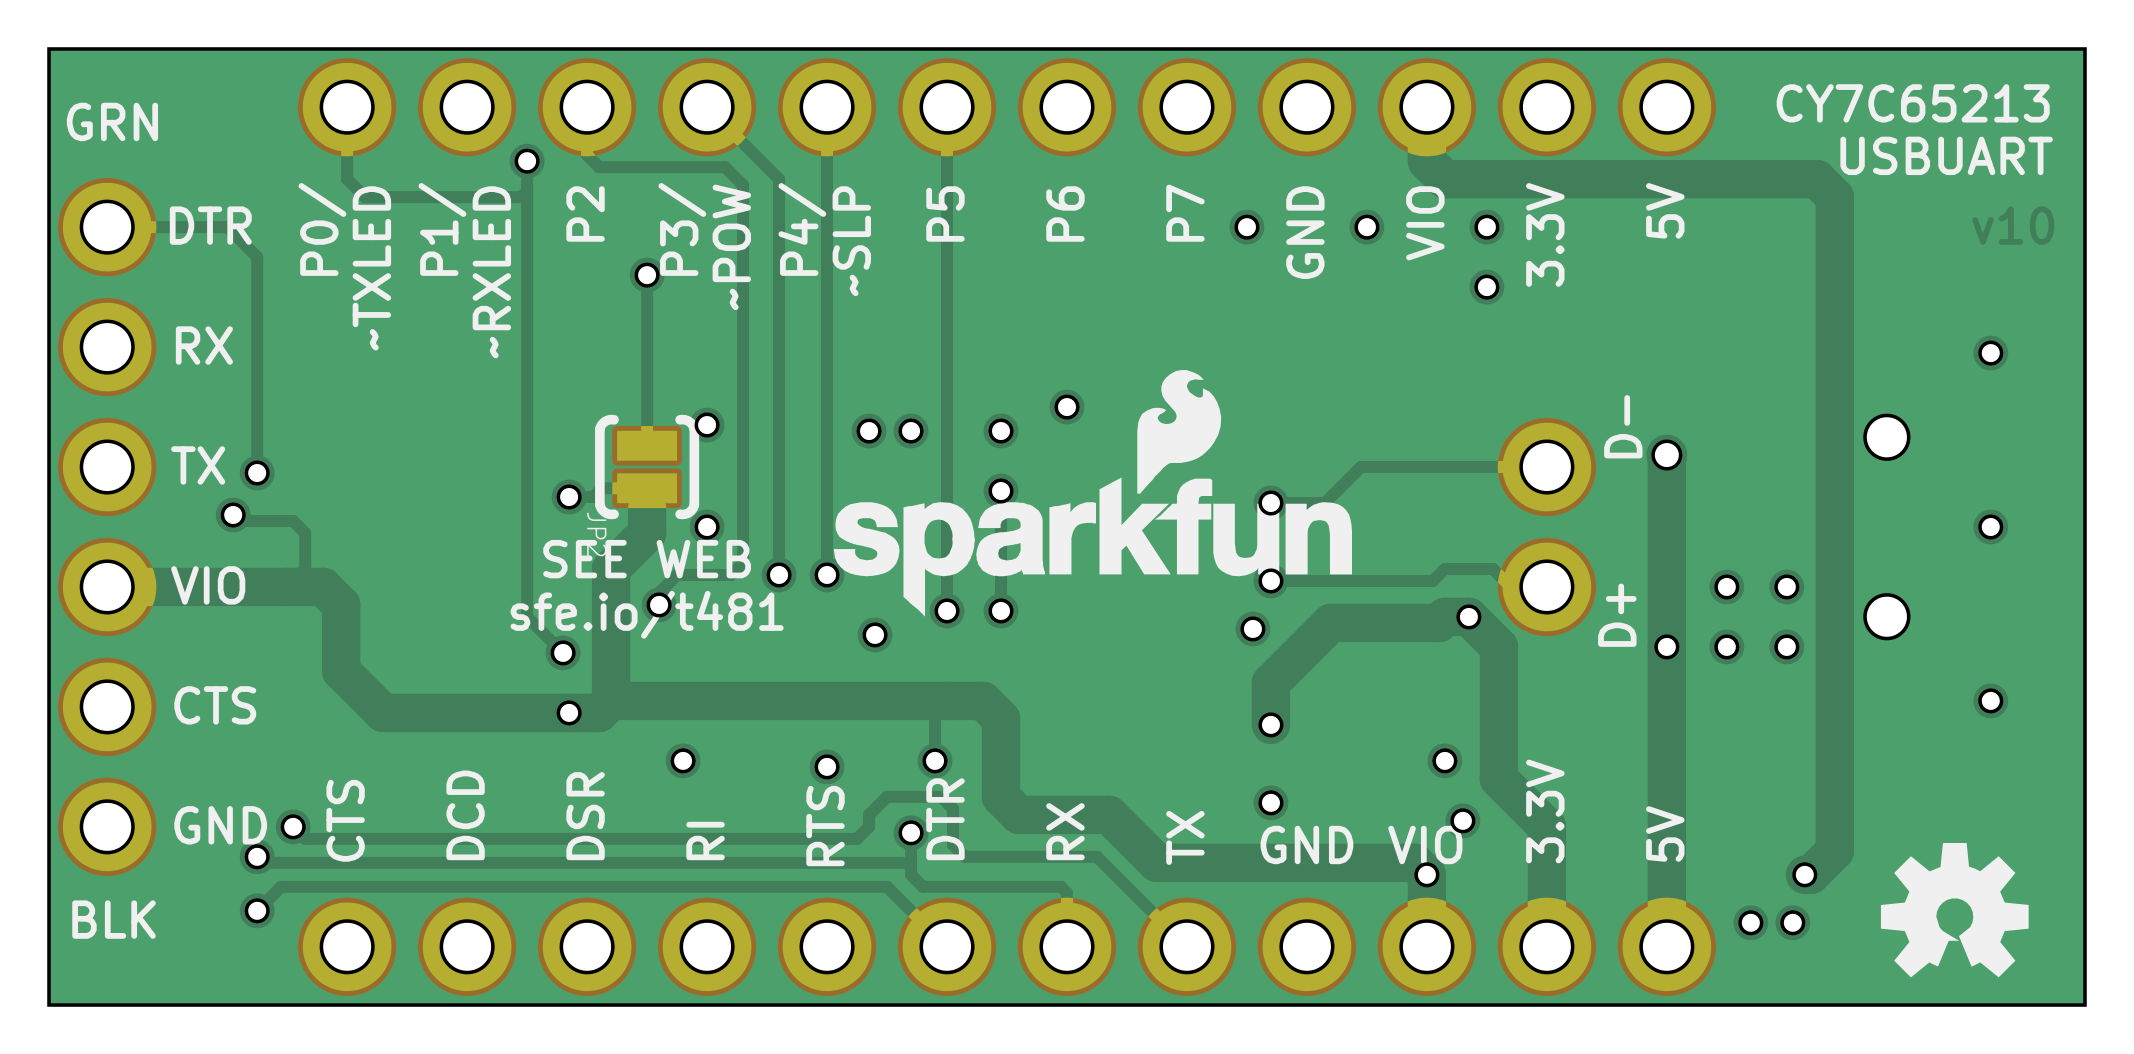 GRN
CY7C65213
USBUART
v10
P0/
~TXLED
P1/
~RXLED
P2
P3/
~POW
P4/
~SLP
P5
P6
P7
GND
VIO
3.3V
5V
DTR
RX
TX
VIO
CTS
GND
BLK
JP2
SEE WEB
sfe.io/t481
sparkfun
D-
D+
CTS
DCD
DSR
RI
RTS
DTR
RX
TX
GND
VIO
3.3V
5V